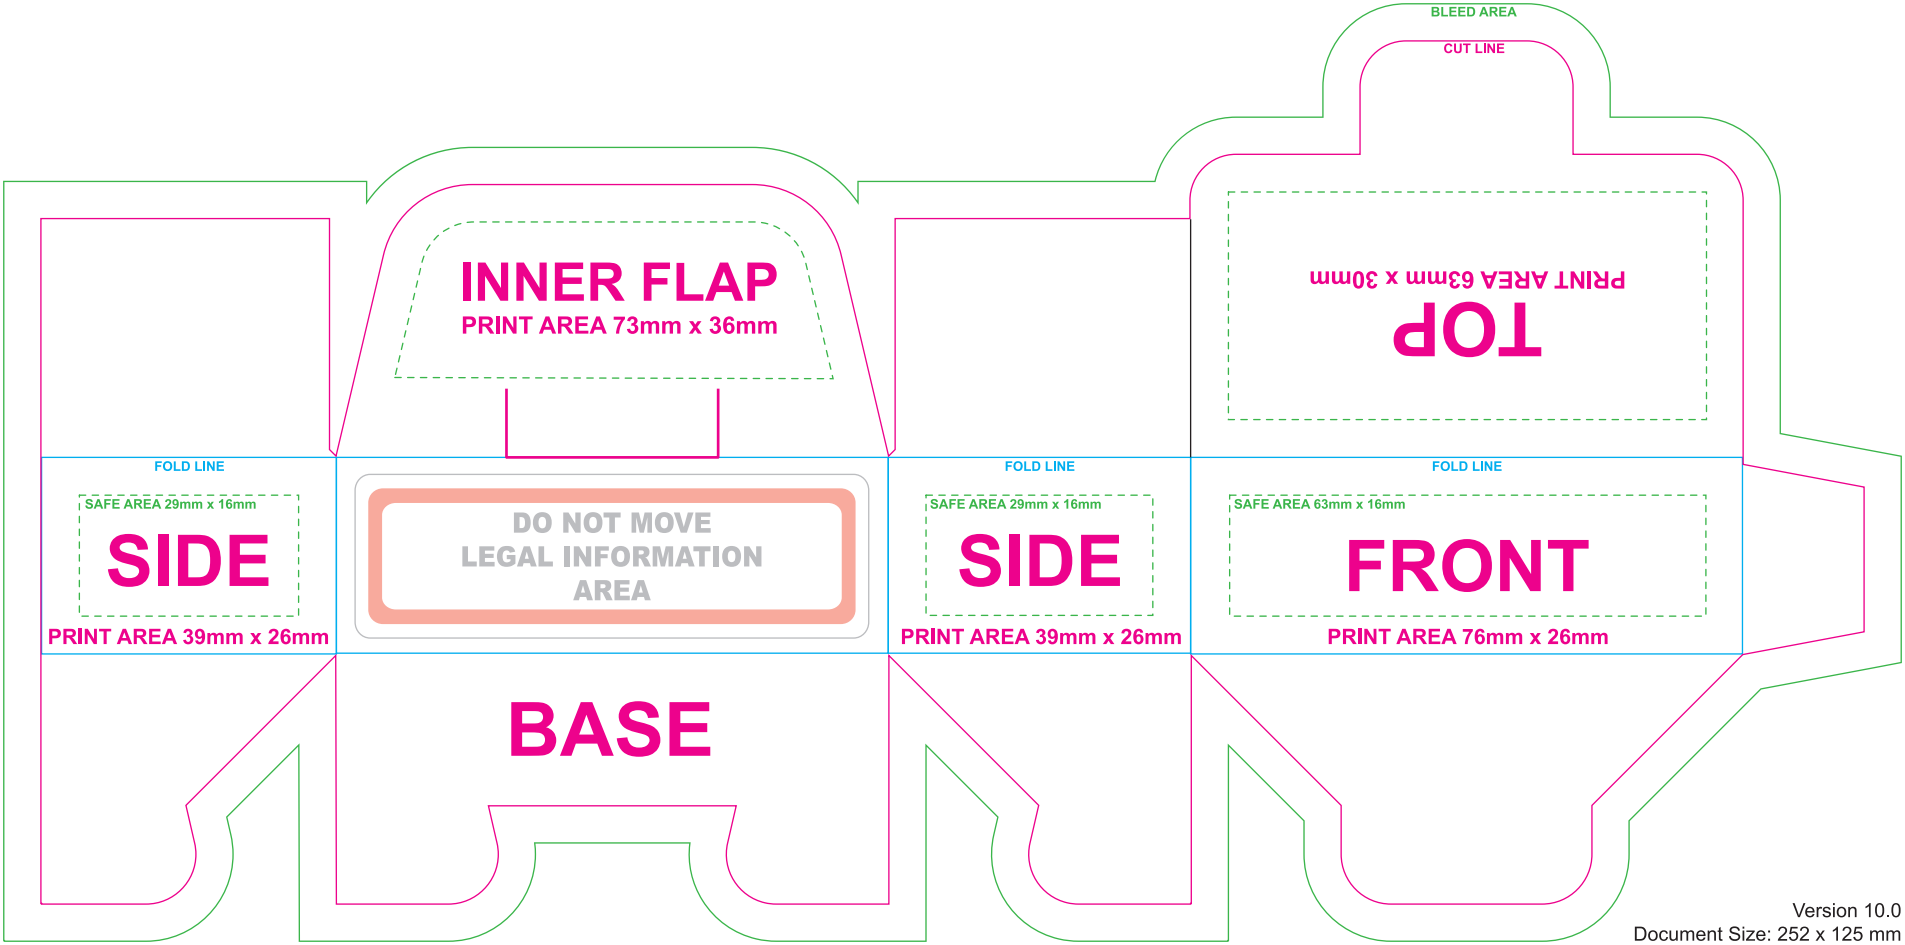 BLEED AREA
CUT LINE
INNER FLAP
PRINT AREA 73mm x 36mm
TOP
PRINT AREA 63mm x 30mm
FOLD LINE
SAFE AREA 29mm x 16mm
SIDE
PRINT AREA 39mm x 26mm
DO NOT MOVE
LEGAL INFORMATION
AREA
FOLD LINE
SAFE AREA 29mm x 16mm
SIDE
PRINT AREA 39mm x 26mm
FOLD LINE
SAFE AREA 63mm x 16mm
FRONT
PRINT AREA 76mm x 26mm
BASE
Version 10.0
Document Size: 252 x 125 mm